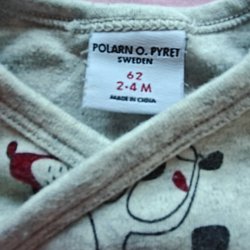 POLARN O. PYRET
SWEDEN
62
2-4 M
MADE IN CHINA